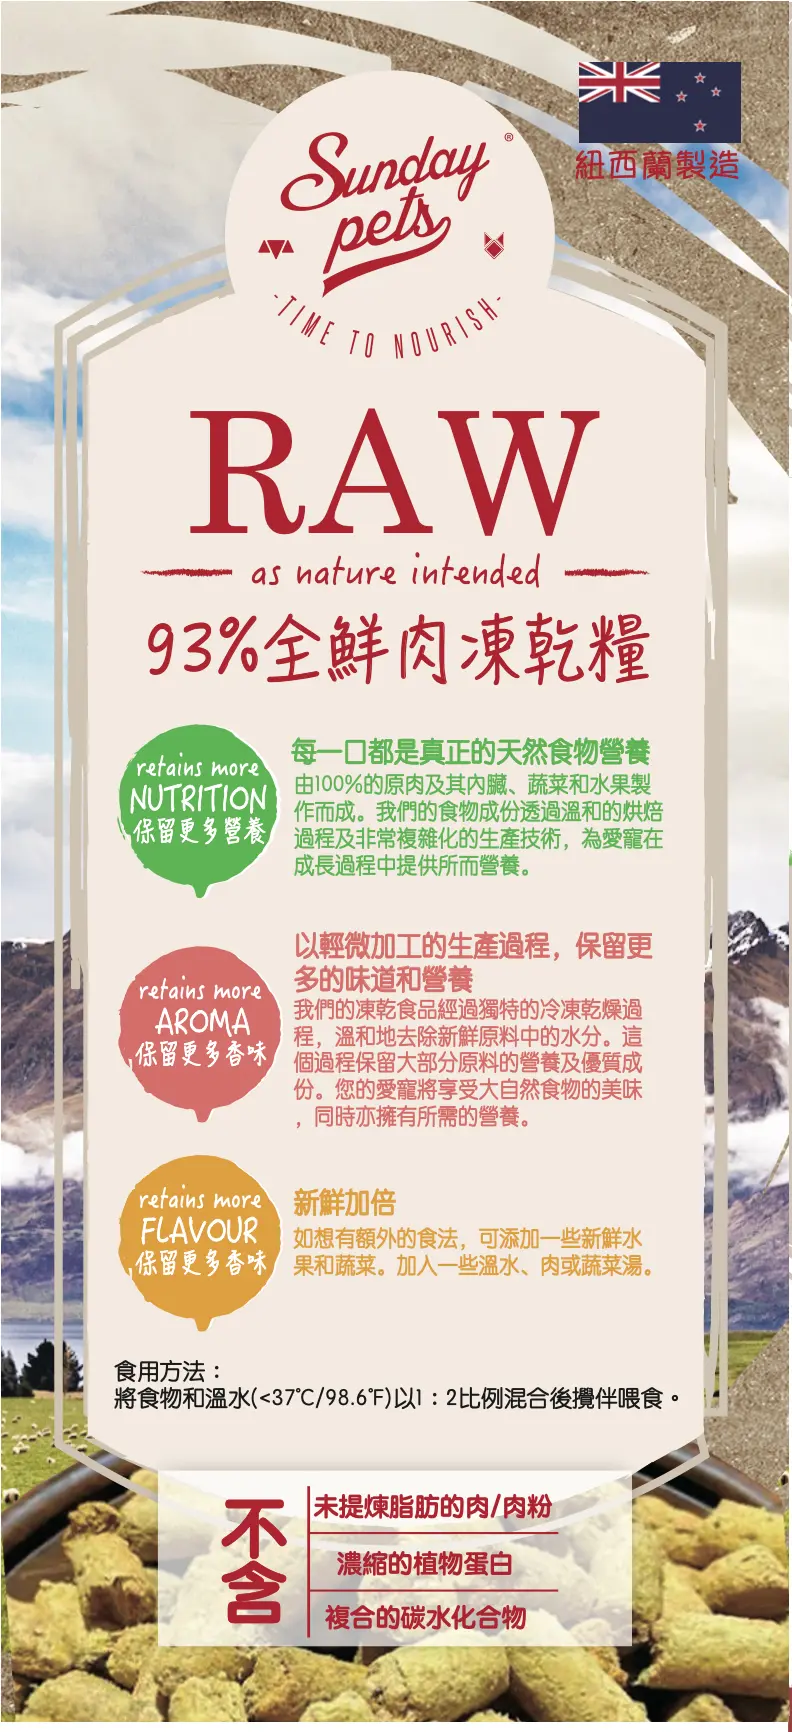 紐西蘭製造
Sunday®
pets
-TIME TO NOURISH-
RAW
as nature intended
93%全鮮肉凍乾糧
retains more
NUTRITION
保留更多營養
每一口都是真正的天然食物營養
由100%的原肉及其內臟、蔬菜和水果製
作而成。我們的食物成份透過溫和的烘焙
過程及非常複雜化的生產技術，為愛寵在
成長過程中提供所而營養。
retains more
AROMA
保留更多香味
以輕微加工的生產過程，保留更
多的味道和營養
我們的凍乾食品經過獨特的冷凍乾燥過
程，溫和地去除新鮮原料中的水分。這
個過程保留大部分原料的營養及優質成
份。您的愛寵將享受大自然食物的美味
，同時亦擁有所需的營養。
retains more
FLAVOUR
保留更多香味
新鮮加倍
如想有額外的食法，可添加一些新鮮水
果和蔬菜。加入一些溫水、肉或蔬菜湯。
食用方法：
將食物和溫水(<37℃/98.6℉)以1：2比例混合後攪伴喂食。
不含
未提煉脂肪的肉/肉粉
濃縮的植物蛋白
複合的碳水化合物